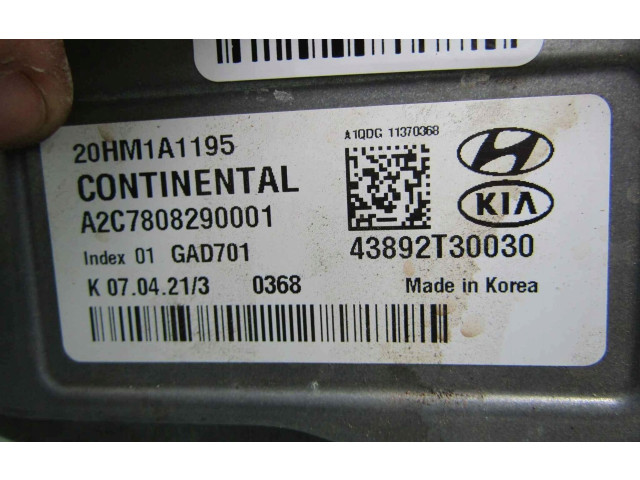 20HM1A1195
A1QDG 11370368
CONTINENTAL
A2C7808290001
KIA
Index 01 GAD701
43892T30030
K 07.04.21/3 0368
Made in Korea